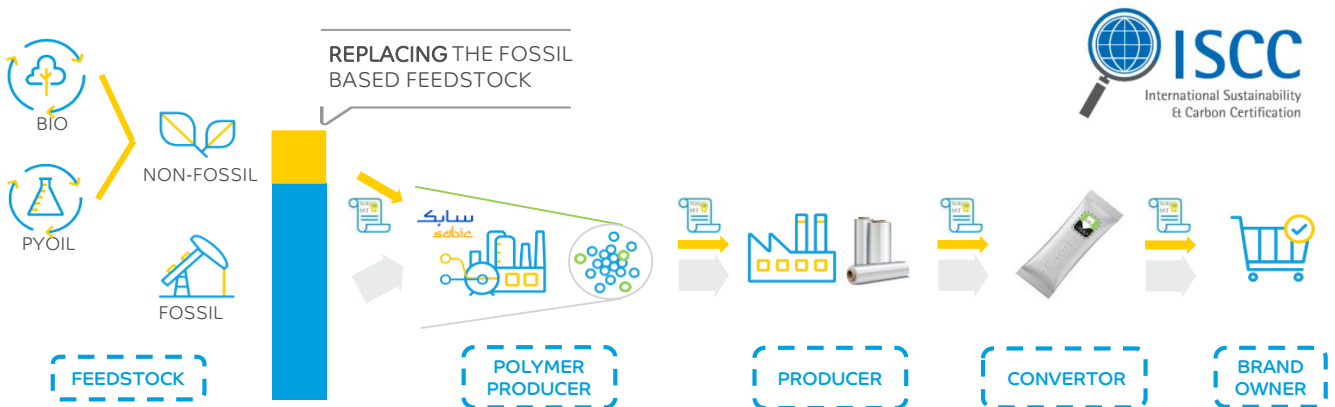 REPLACING THE FOSSIL
BASED FEEDSTOCK
ISCC
International Sustainability
& Carbon Certification
BIO
NON-FOSSIL
PYOIL
FOSSIL
سابك
sabic
Candy
FEEDSTOCK
POLYMER
PRODUCER
PRODUCER
CONVERTOR
BRAND
OWNER